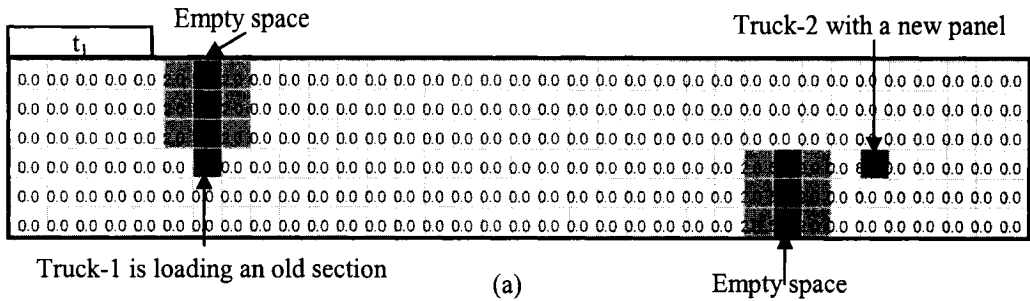 Empty space
Truck-2 with a new panel
t1
0.0 0.0 0.0 0.0 0.0 0.0 0.0 0.0 0.0 0.0 0.0 0.0 0.0 0.0 0.0 0.0 0.0 0.0 0.0 0.0 0.0 0.0 0.0 0.0 0.0 0.0 0.0 0.0 0.0 0.0 0.0 0.0
0.0 0.0 0.0 0.0 0.0 0.0 0.0 0.0 0.0 0.0 0.0 0.0 0.0 0.0 0.0 0.0 0.0 0.0 0.0 0.0 0.0 0.0 0.0 0.0 0.0 0.0 0.0 0.0 0.0 0.0 0.0 0.0
0.0 0.0 0.0 0.0 0.0 0.0 0.0 0.0 0.0 0.0 0.0 0.0 0.0 0.0 0.0 0.0 0.0 0.0 0.0 0.0 0.0 0.0 0.0 0.0 0.0 0.0 0.0 0.0 0.0 0.0 0.0 0.0
0.0 0.0 0.0 0.0 0.0 0.0 0.0 0.0 0.0 0.0 0.0 0.0 0.0 0.0 0.0 0.0 0.0 0.0 0.0 0.0 0.0 0.0 0.0 0.0 0.0 0.0 0.0 0.0 0.0 0.0
0.0 0.0 0.0 0.0 0.0 0.0 0.0 0.0 0.0 0.0 0.0 0.0 0.0 0.0 0.0 0.0 0.0 0.0 0.0 0.0 0.0 0.0 0.0 0.0 0.0 0.0 0.0 0.0 0.0 0.0 0.0 0.0
0.0 0.0 0.0 0.0 0.0 0.0 0.0 0.0 0.0 0.0 0.0 0.0 0.0 0.0 0.0 0.0 0.0 0.0 0.0 0.0 0.0 0.0 0.0 0.0 0.0 0.0 0.0 0.0 0.0 0.0 0.0 0.0
Truck-1 is loading an old section
(a)
Empty space